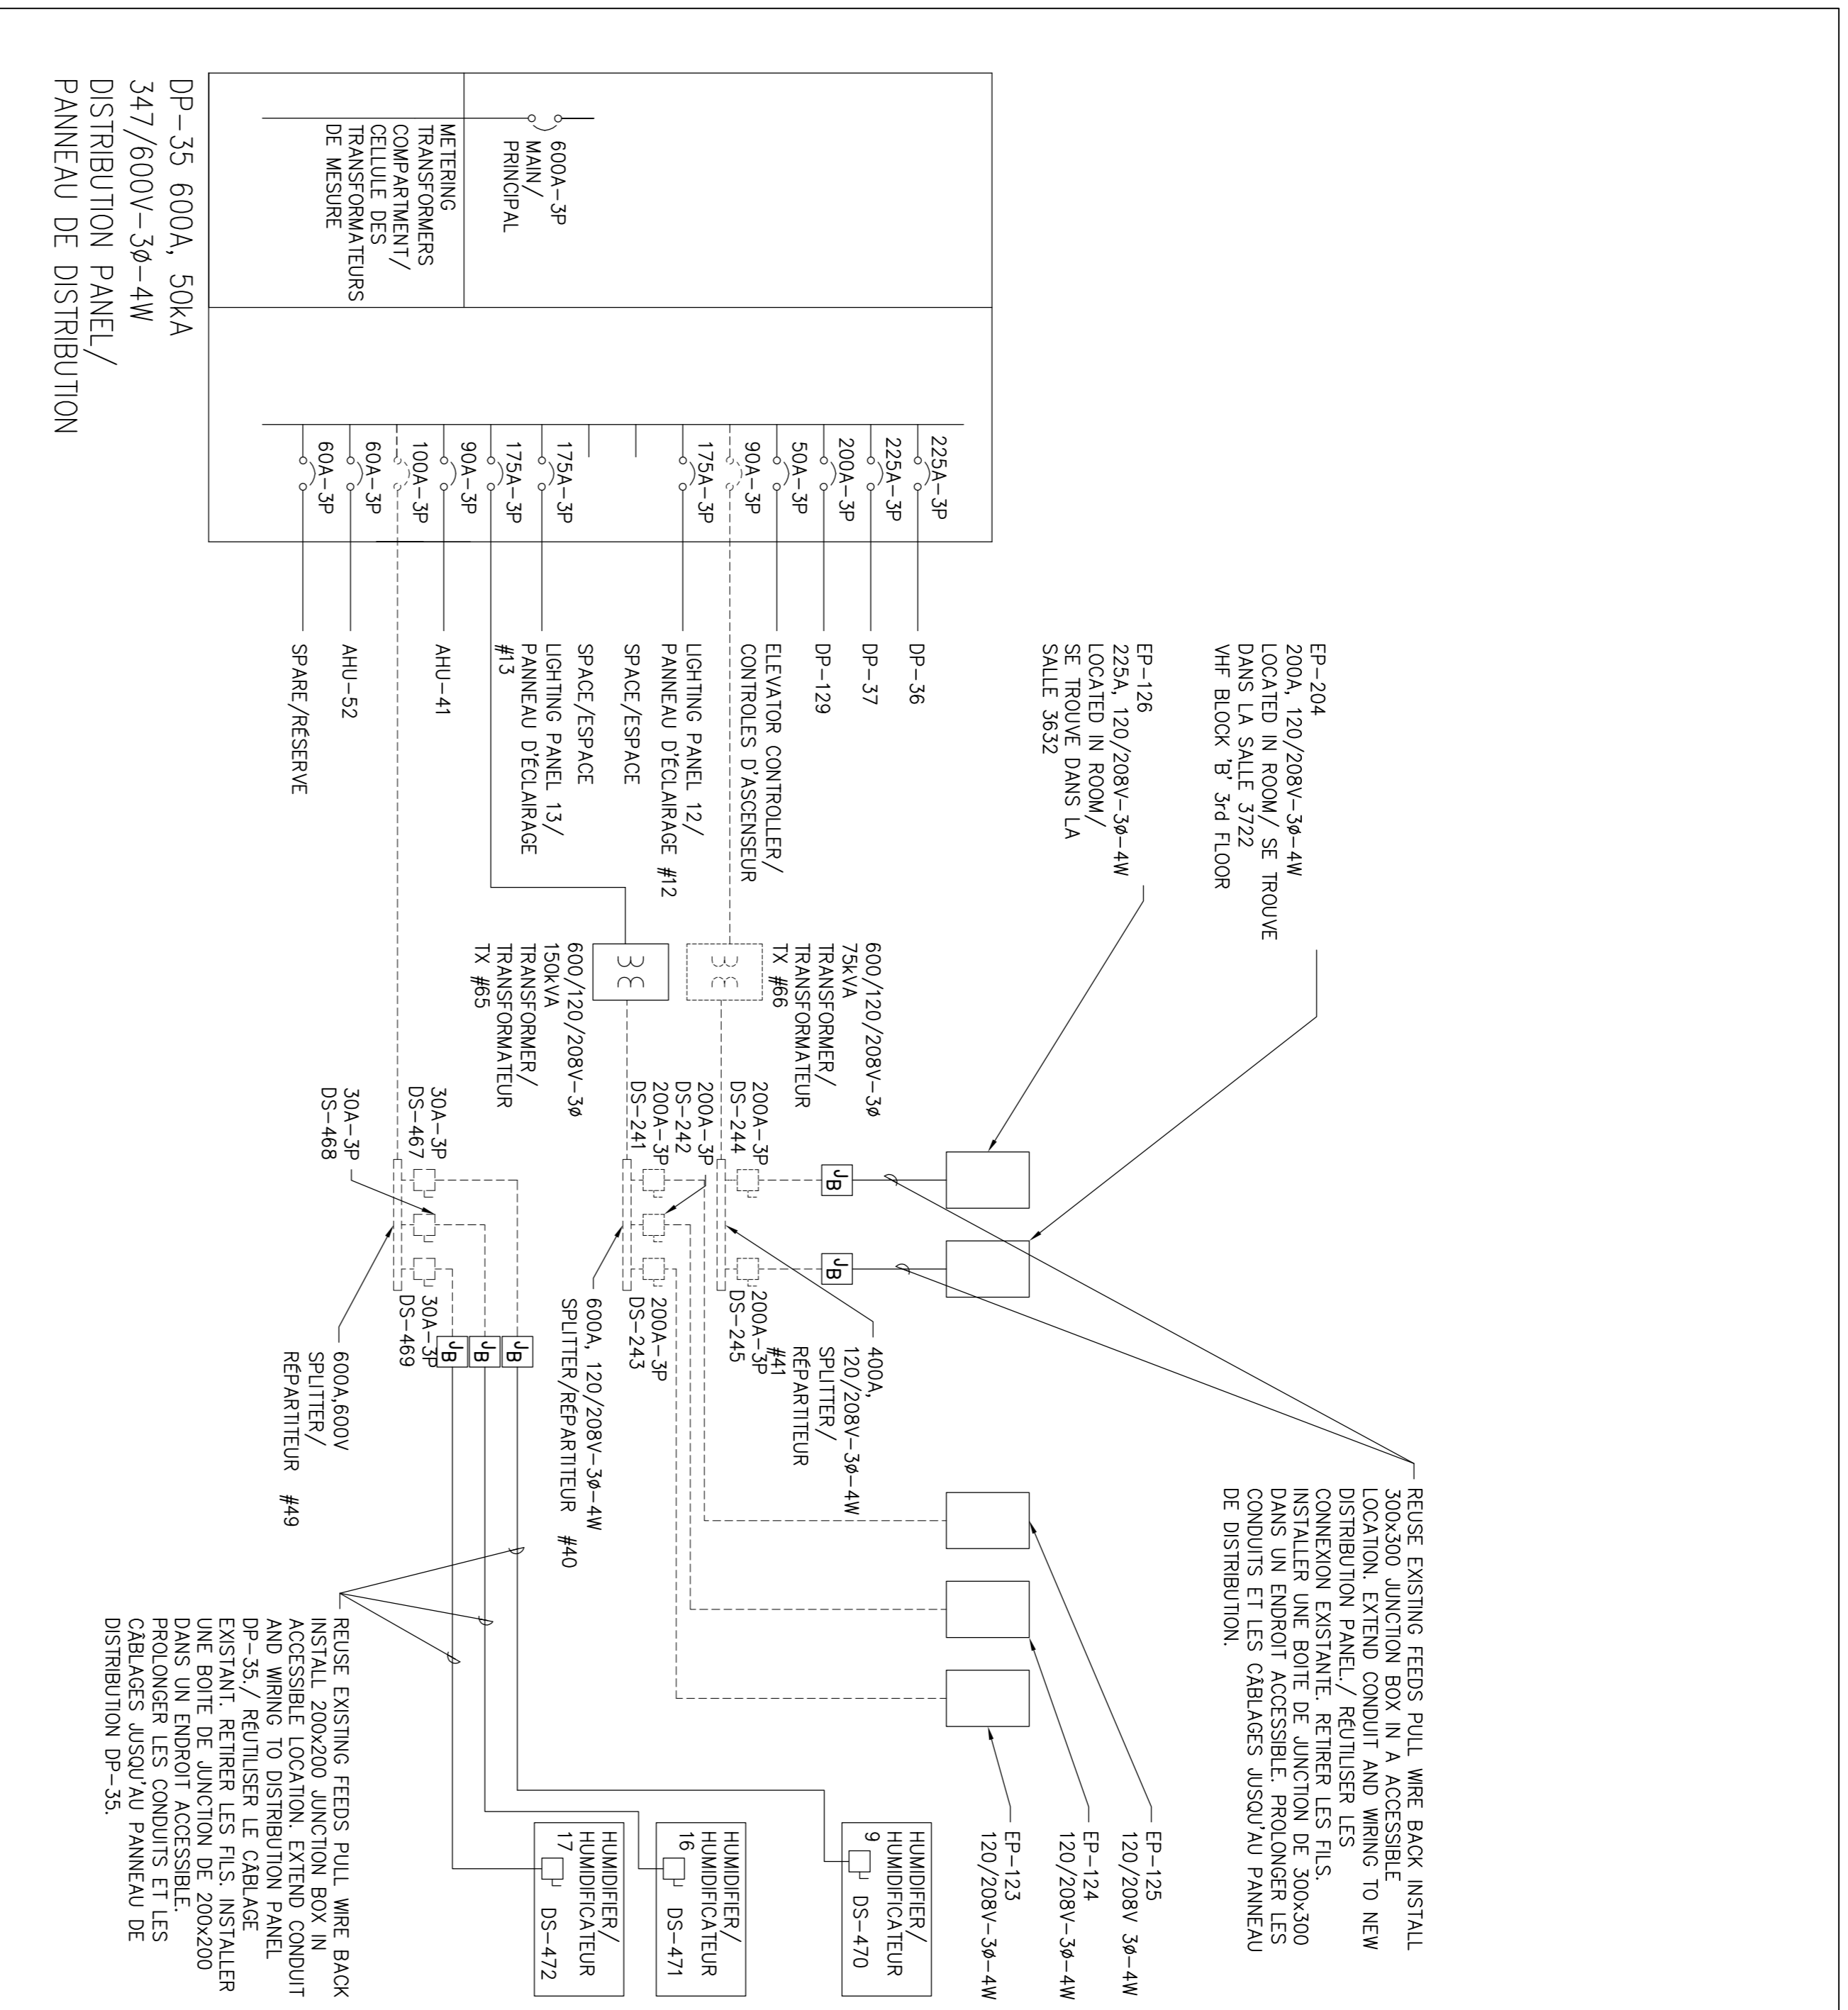 DP-35 600A, 50kA
347/600V-3ø-4W
DISTRIBUTION PANEL/
PANNEAU DE DISTRIBUTION
600A-3P
MAIN/
PRINCIPAL
METERING
TRANSFORMERS
COMPARTMENT/
CELLULE DES
TRANSFORMATEURS
DE MESURE
225A-3P
225A-3P
200A-3P
50A-3P
90A-3P
175A-3P
175A-3P
175A-3P
90A-3P
100A-3P
60A-3P
60A-3P
DP-36
DP-37
DP-129
ELEVATOR CONTROLLER/
CONTROLES D'ASCENSEUR
LIGHTING PANEL 12/
PANNEAU D'ÉCLAIRAGE #12
SPACE/ESPACE
SPACE/ESPACE
LIGHTING PANEL 13/
PANNEAU D'ÉCLAIRAGE
#13
AHU-41
AHU-52
SPARE/RÉSERVE
EP-204
200A, 120/208V-3ø-4W
LOCATED IN ROOM/ SE TROUVE
DANS LA SALLE 3722
VHF BLOCK 'B' 3rd FLOOR
EP-126
225A, 120/208V-3ø-4W
LOCATED IN ROOM/
SE TROUVE DANS LA
SALLE 3632
600/120/208V-3ø
75kVA
TRANSFORMER/
TRANSFORMATEUR
TX #66
600/120/208V-3ø
150kVA
TRANSFORMER/
TRANSFORMATEUR
TX #65
200A-3P
DS-244
200A-3P
DS-242
200A-3P
DS-241
30A-3P
DS-467
30A-3P
DS-468
JB
JB
200A-3P
DS-245
200A-3P
DS-243
30A-3P
DS-469
JB
JB
JB
400A,
120/208V-3ø-4W
SPLITTER/
RÉPARTITEUR
#41
600A, 120/208V-3ø-4W
SPLITTER/RÉPARTITEUR #40
600A,600V
SPLITTER/
RÉPARTITEUR #49
REUSE EXISTING FEEDS PULL WIRE BACK INSTALL
300x300 JUNCTION BOX IN A ACCESSIBLE
LOCATION. EXTEND CONDUIT AND WIRING TO NEW
DISTRIBUTION PANEL./ RÉUTILISER LES
CONNEXION EXISTANTE. RETIRER LES FILS.
INSTALLER UNE BOITE DE JUNCTION DE 300x300
DANS UN ENDROIT ACCESSIBLE. PROLONGER LES
CONDUITS ET LES CÂBLAGES JUSQU'AU PANNEAU
DE DISTRIBUTION.
EP-125
120/208V 3ø-4W
EP-124
120/208V-3ø-4W
EP-123
120/208V-3ø-4W
HUMIDIFIER/
HUMIDIFICATEUR
9
DS-470
HUMIDIFIER/
HUMIDIFICATEUR
16
DS-471
HUMIDIFIER/
HUMIDIFICATEUR
17
DS-472
REUSE EXISTING FEEDS PULL WIRE BACK
INSTALL 200x200 JUNCTION BOX IN
ACCESSIBLE LOCATION. EXTEND CONDUIT
AND WIRING TO DISTRIBUTION PANEL
DP-35./ RÉUTILISER LE CÂBLAGE
EXISTANT. RETIRER LES FILS. INSTALLER
UNE BOITE DE JUNCTION DE 200x200
DANS UN ENDROIT ACCESSIBLE.
PROLONGER LES CONDUITS ET LES
CÂBLAGES JUSQU'AU PANNEAU DE
DISTRIBUTION DP-35.